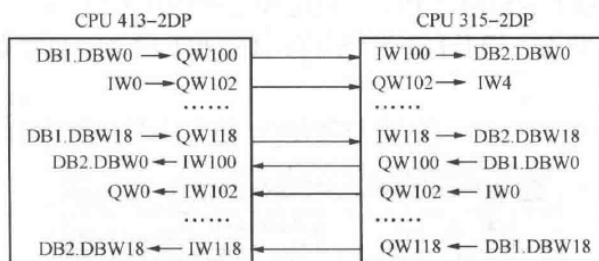 CPU 413-2DP CPU 315-2DP
DB1.DBW0 → QW100 IW100 → DB2.DBW0
IW0 → QW102 QW102 → IW4
...... ......
DB1.DBW18 → QW118 IW118 → DB2.DBW18
DB2.DBW0 ← IW100 QW100 ← DB1.DBW0
QW0 ← IW102 QW102 ← IW0
...... ......
DB2.DBW18 ← IW118 QW118 ← DB1.DBW18